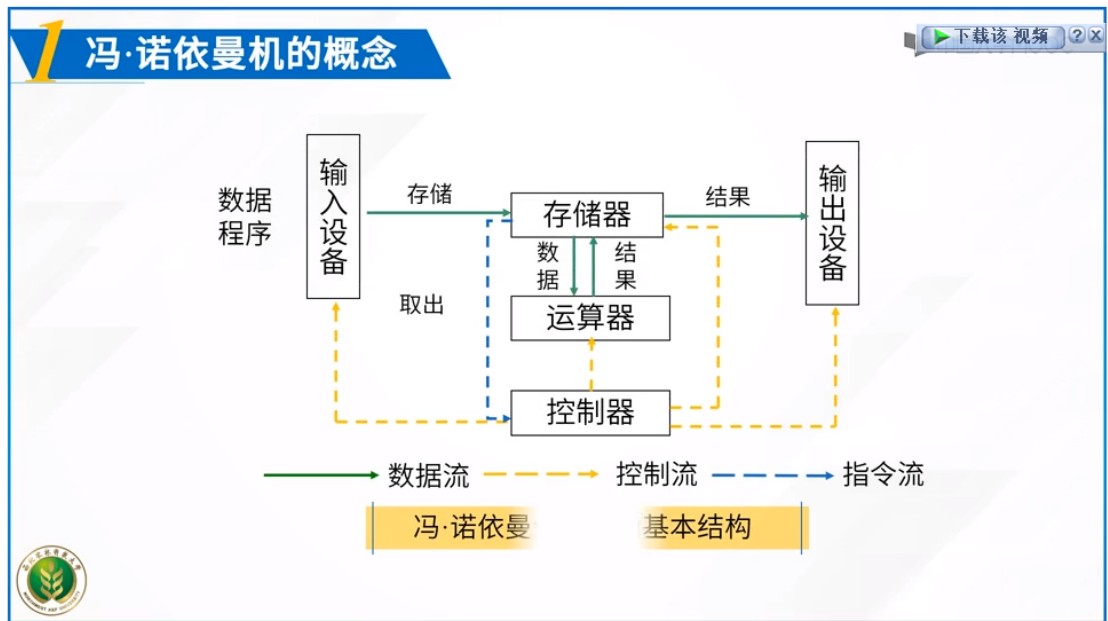 1
冯·诺依曼机的概念
下载该 视频
数据
程序
输入设备
存储
存储器
结果
输出设备
数据
结果
取出
运算器
控制器
数据流
控制流
指令流
冯·诺依曼
基本结构